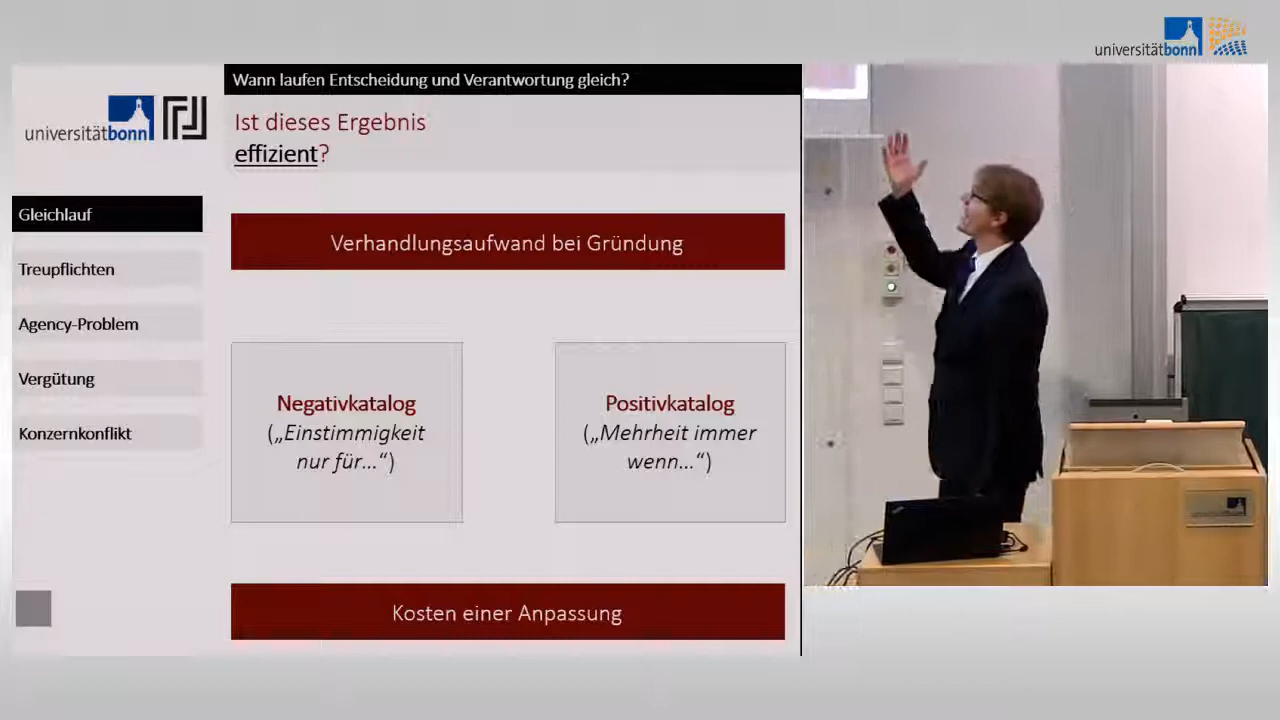 universitätbonn
Wann laufen Entscheidung und Verantwortung gleich?
universitätbonn
Ist dieses Ergebnis
effizient?
Gleichlauf
Treupflichten
Agency-Problem
Vergütung
Konzernkonflikt
Verhandlungsaufwand bei Gründung
Negativkatalog
(„Einstimmigkeit
nur für...“)
Positivkatalog
(„Mehrheit immer
wenn...“)
Kosten einer Anpassung